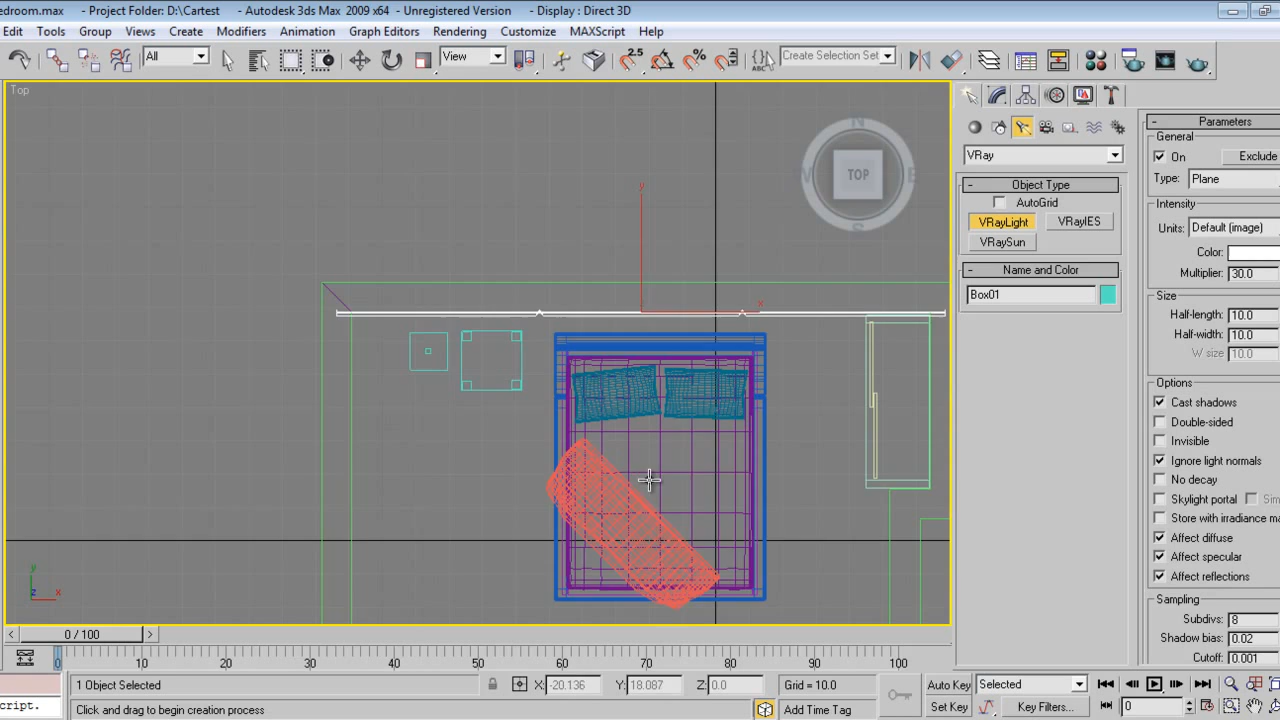 edroom.max - Project Folder: D:\Cartest - Autodesk 3ds Max 2009 x64 - Unregistered Version - Display : Direct 3D
Edit Tools Group Views Create Modifiers Animation Graph Editors Rendering Customize MAXScript Help
All View 2.5 Create Selection Set
Top
N
TOP
S
y
x
VRay
Object Type
AutoGrid
VRayLight VRayIES
VRaySun
Name and Color
Box01
Parameters
General
On Exclude
Type: Plane
Intensity
Units: Default (image)
Color:
Multiplier: 30.0
Size
Half-length: 10.0
Half-width: 10.0
W size 10.0
Options
Cast shadows
Double-sided
Invisible
Ignore light normals
No decay
Skylight portal Sim
Store with irradiance ma
Affect diffuse
Affect specular
Affect reflections
Sampling
Subdivs: 8
Shadow bias: 0.02
Cutoff: 0.001
y
z x
< 0 / 100 >
0 10 20 30 40 50 60 70 80 90 100
1 Object Selected X: -20.136 Y: 18.087 Z: 0.0 Grid = 10.0 Auto Key Selected
cript. Click and drag to begin creation process Add Time Tag Set Key Key Filters... 0